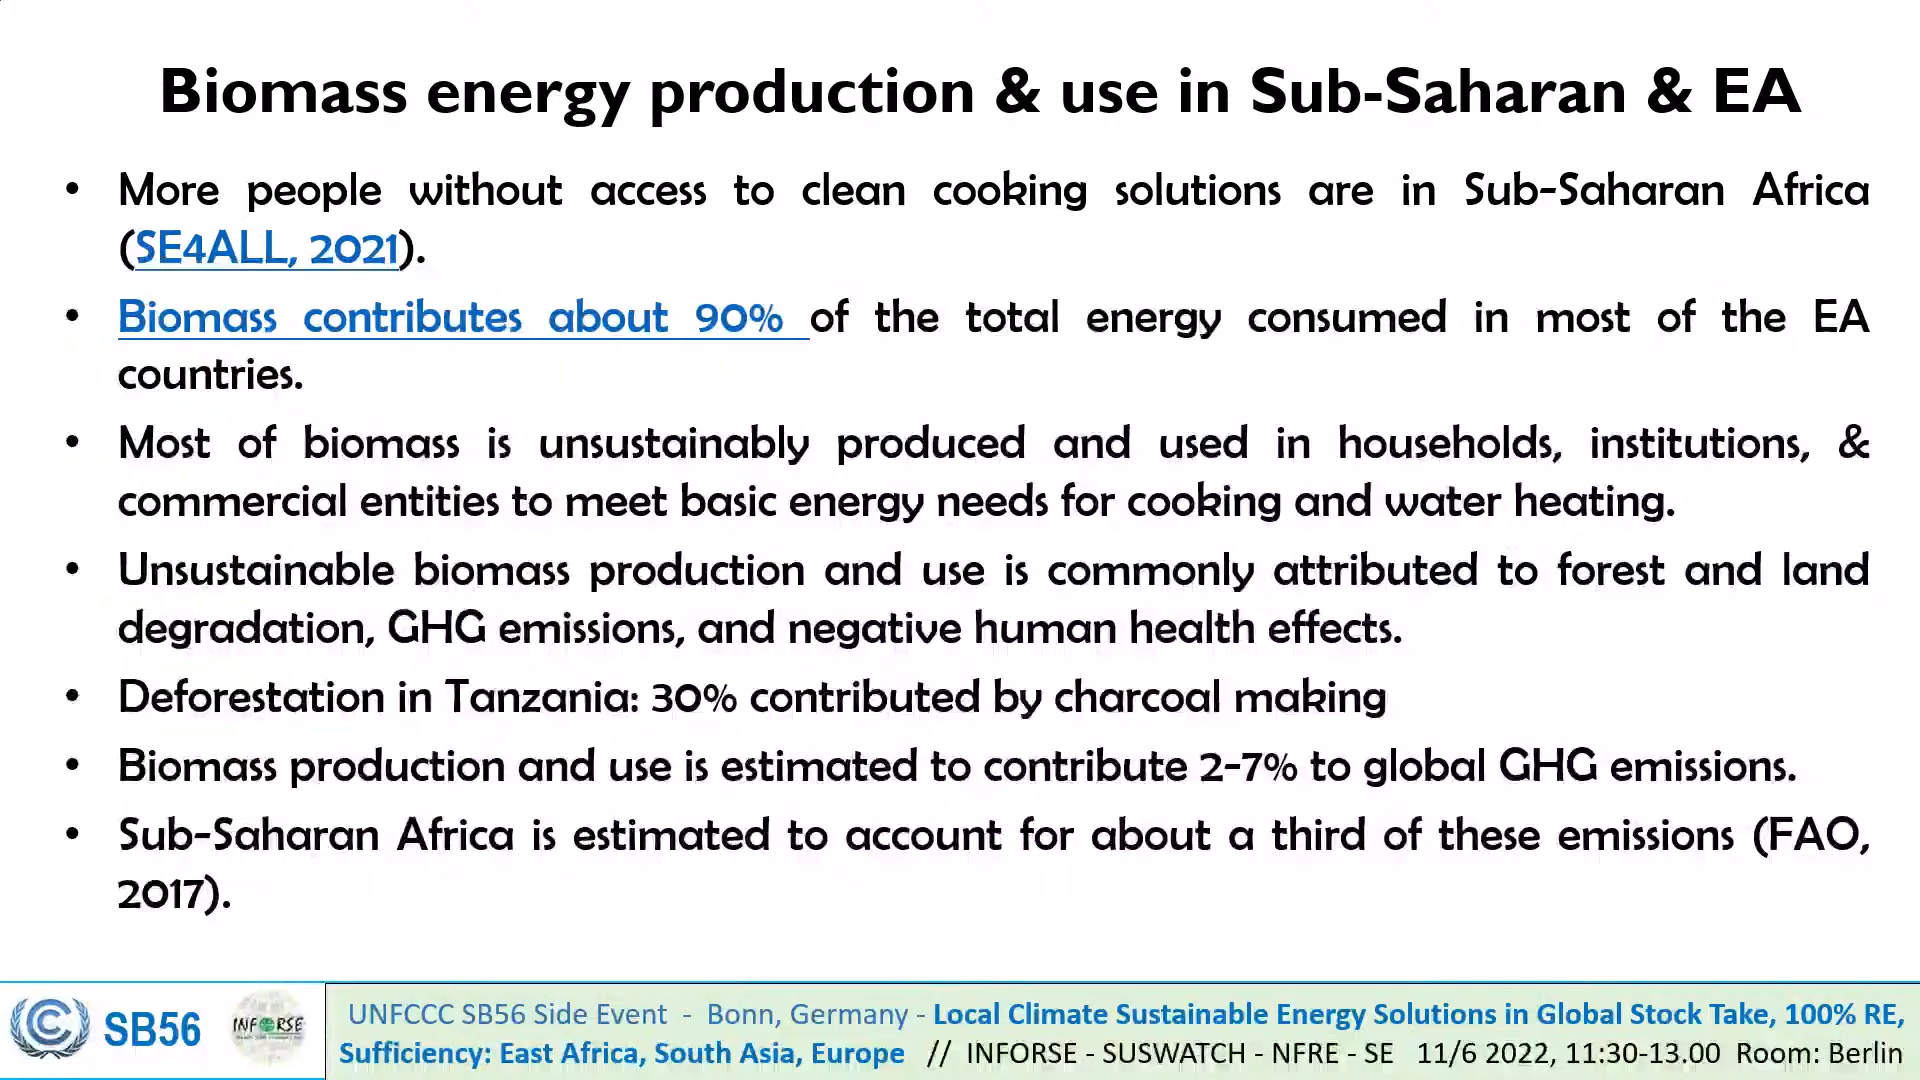 Biomass energy production & use in Sub-Saharan & EA
• More people without access to clean cooking solutions are in Sub-Saharan Africa
(SE4ALL, 2021).
• Biomass contributes about 90% of the total energy consumed in most of the EA
countries.
• Most of biomass is unsustainably produced and used in households, institutions, &
commercial entities to meet basic energy needs for cooking and water heating.
• Unsustainable biomass production and use is commonly attributed to forest and land
degradation, GHG emissions, and negative human health effects.
• Deforestation in Tanzania: 30% contributed by charcoal making
• Biomass production and use is estimated to contribute 2-7% to global GHG emissions.
• Sub-Saharan Africa is estimated to account for about a third of these emissions (FAO,
2017).
SB56
INFORSE
UNFCCC SB56 Side Event - Bonn, Germany - Local Climate Sustainable Energy Solutions in Global Stock Take, 100% RE,
Sufficiency: East Africa, South Asia, Europe // INFORSE - SUSWATCH - NFRE - SE 11/6 2022, 11:30-13.00 Room: Berlin